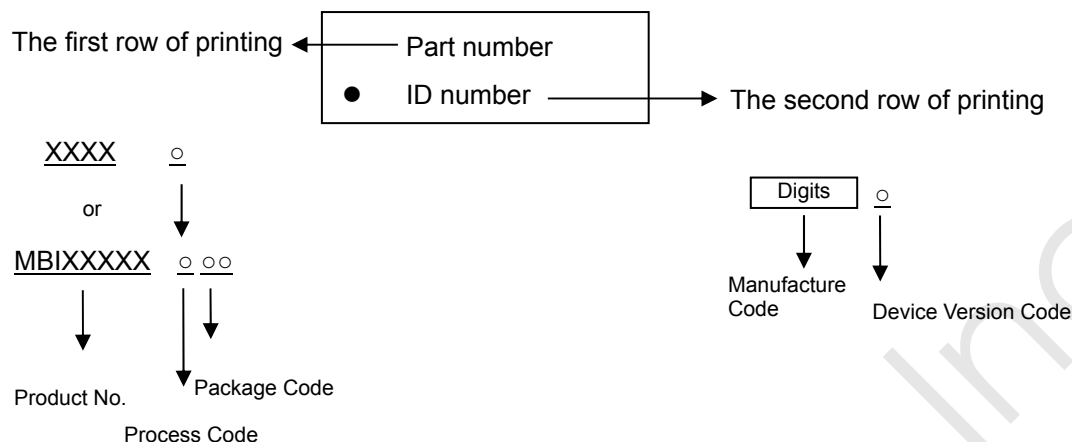 The first row of printing
Part number
ID number
The second row of printing
XXXX ○
or
MBIXXXXX ○ ○○
Digits ○
Manufacture
Code
Device Version Code
Package Code
Product No.
Process Code